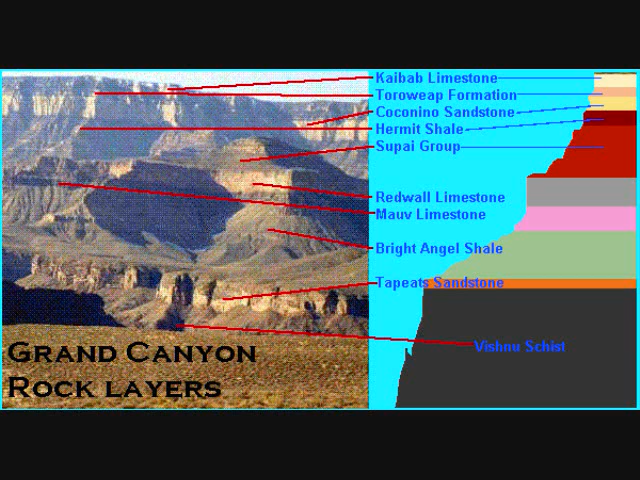 Kaibab Limestone
Toroweap Formation
Coconino Sandstone
Hermit Shale
Supai Group
Redwall Limestone
Mauv Limestone
Bright Angel Shale
Tapeats Sandstone
Vishnu Schist
Grand Canyon
Rock layers